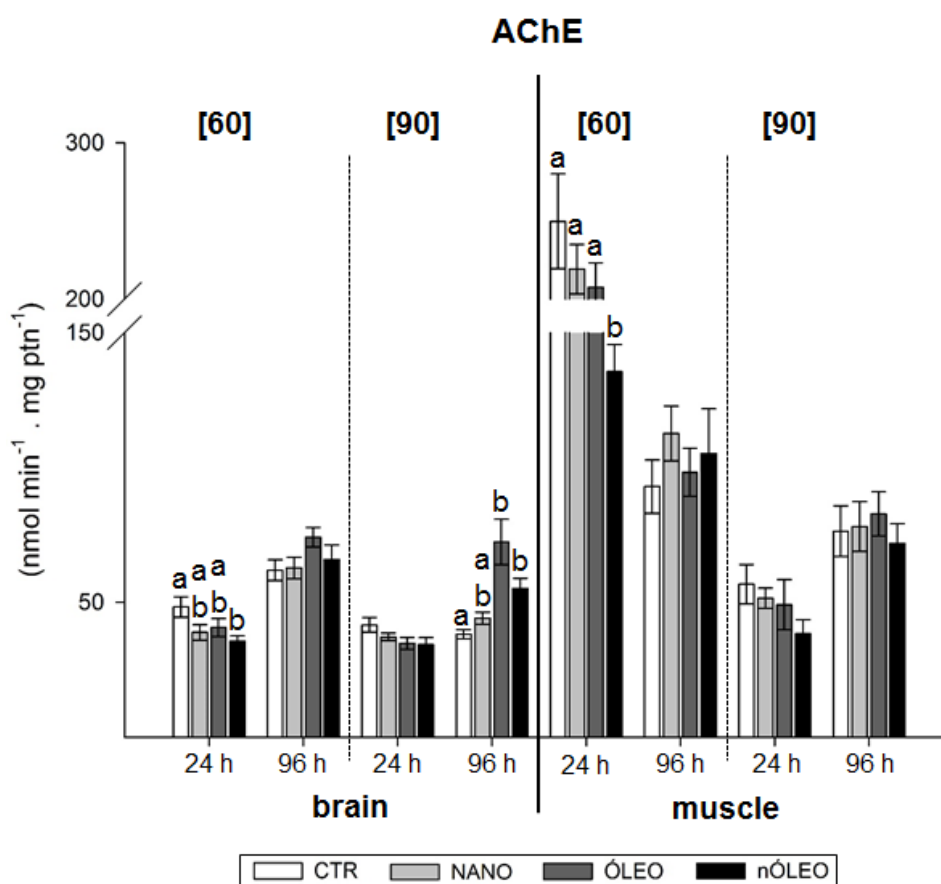 AChE
[60] [90] [60] [90]
300
200
150
50
(nmol min⁻¹ . mg ptn⁻¹)
a a a
b b b
a b
a b b
a
a
a
b
24 h 96 h 24 h 96 h 24 h 96 h 24 h 96 h
brain muscle
CTR NANO ÓLEO nÓLEO